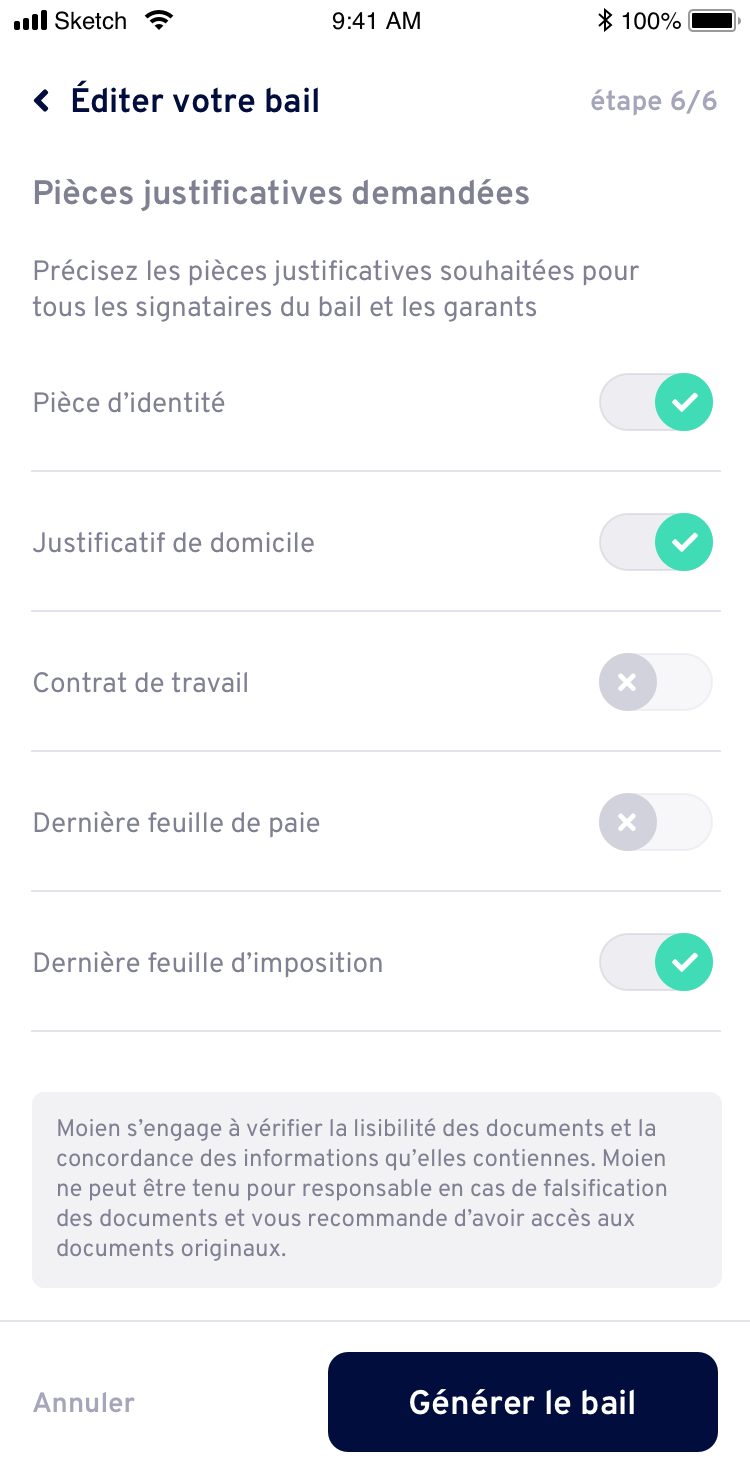 Sketch 9:41 AM 100%
Éditer votre bail étape 6/6
Pièces justificatives demandées
Précisez les pièces justificatives souhaitées pour
tous les signataires du bail et les garants
Pièce d’identité
Justificatif de domicile
Contrat de travail
Dernière feuille de paie
Dernière feuille d’imposition
Moien s’engage à vérifier la lisibilité des documents et la
concordance des informations qu’elles contiennes. Moien
ne peut être tenu pour responsable en cas de falsification
des documents et vous recommande d’avoir accès aux
documents originaux.
Annuler Générer le bail